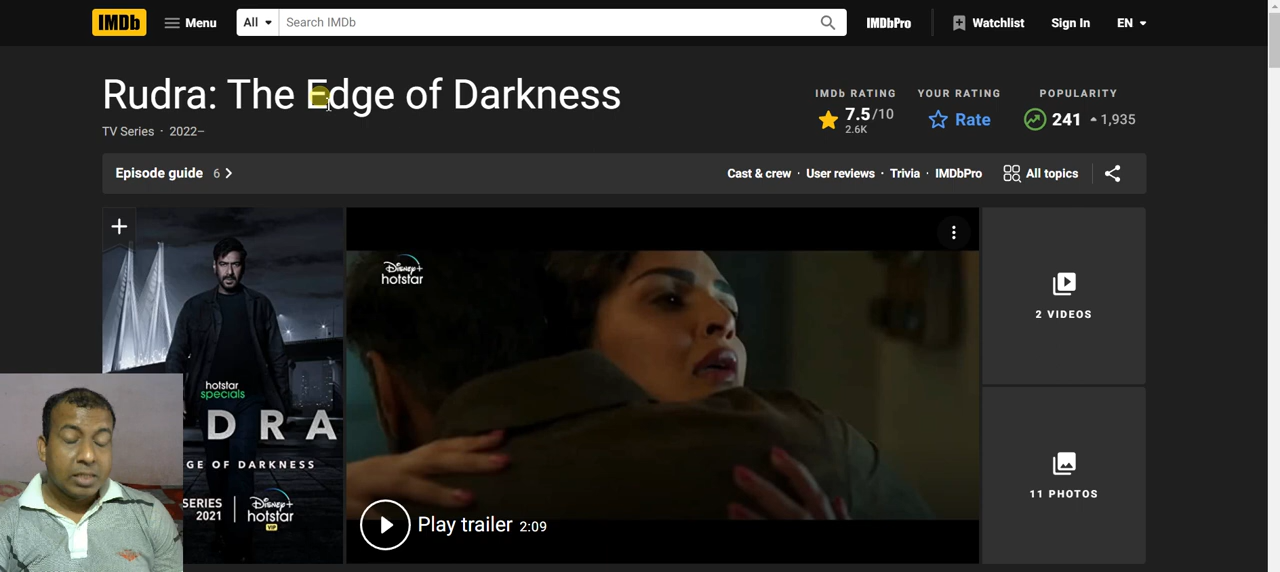 IMDb Menu All Search IMDb IMDbPro Watchlist Sign In EN
Rudra: The Edge of Darkness
TV Series · 2022–
IMDb RATING YOUR RATING POPULARITY
7.5/10 Rate 241 1,935
2.6K
Episode guide 6 Cast & crew · User reviews · Trivia · IMDbPro All topics
Disney+
hotstar
2 VIDEOS
hotstar
specials
DRA
GE OF DARKNESS
SERIES
2021
Disney+
hotstar
VIP
Play trailer 2:09
11 PHOTOS